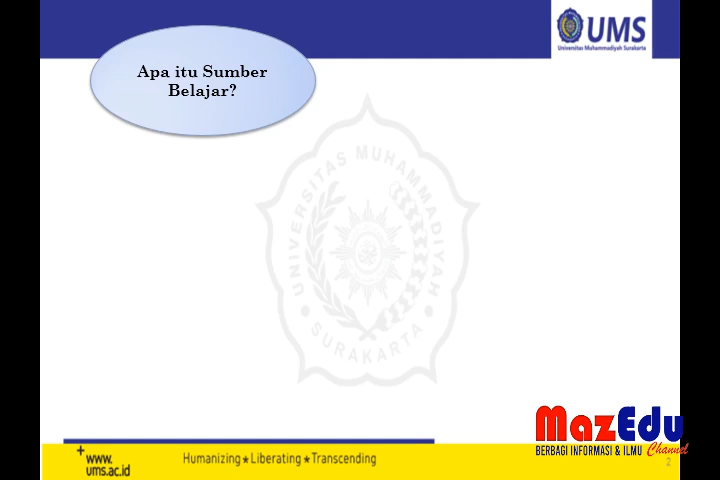 UMS
Universitas Muhammadiyah Surakarta
Apa itu Sumber
Belajar?
UNIVERSITAS MUHAMMADIYAH
SURAKARTA
MazEdu
BERBAGI INFORMASI & ILMU Channel
www.
ums.ac.id
Humanizing ★ Liberating ★ Transcending
2